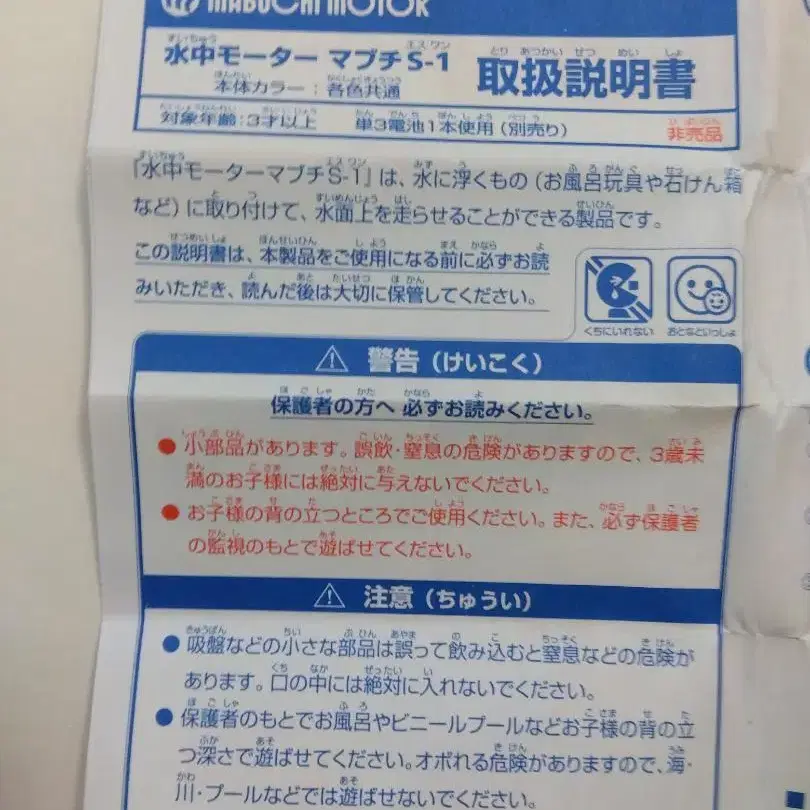 MABUCHI MOTOR
水中モーター マブチ S-1 取扱説明書
本体カラー：各色共通
対象年齢：3才以上 単3電池1本使用（別売り） 非売品
『水中モーターマブチS-1』は、水に浮くもの（お風呂玩具や石けん箱
など）に取り付けて、水面上を走らせることができる製品です。
この説明書は、本製品をご使用になる前に必ずお読
みいただき、読んだ後は大切に保管してください。
くちにいれない おとなといっしょ
警告（けいこく）
保護者の方へ 必ずお読みください。
●小部品があります。誤飲・窒息の危険がありますので、3歳未
満のお子様には絶対に与えないでください。
●お子様の背の立つところでご使用ください。また、必ず保護者
の監視のもとで遊ばせてください。
注意（ちゅうい）
●吸盤などの小さな部品は誤って飲み込むと窒息などの危険が
あります。口の中には絶対に入れないでください。
●保護者のもとでお風呂やビニールプールなどお子様の背の立
つ深さで遊ばせてください。オボれる危険がありますので、海・
川・プールなどでは遊ばせないでください。